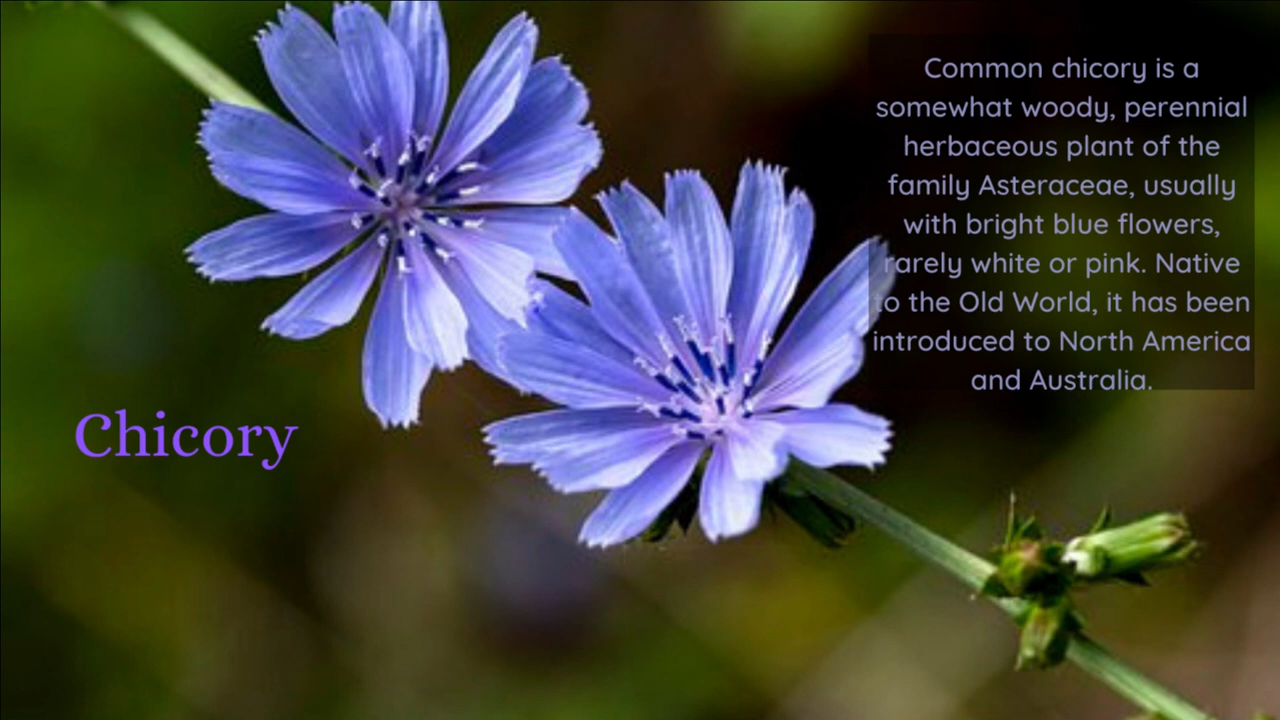 Common chicory is a
somewhat woody, perennial
herbaceous plant of the
family Asteraceae, usually
with bright blue flowers,
rarely white or pink. Native
to the Old World, it has been
introduced to North America
and Australia.
Chicory